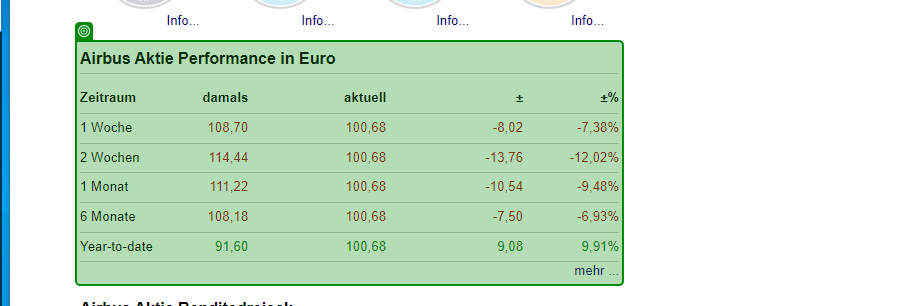 Info... Info... Info... Info...
Airbus Aktie Performance in Euro
Zeitraum damals aktuell ± ±%
1 Woche 108,70 100,68 -8,02 -7,38%
2 Wochen 114,44 100,68 -13,76 -12,02%
1 Monat 111,22 100,68 -10,54 -9,48%
6 Monate 108,18 100,68 -7,50 -6,93%
Year-to-date 91,60 100,68 9,08 9,91%
mehr ...
Airbus Aktie Renditedreieck